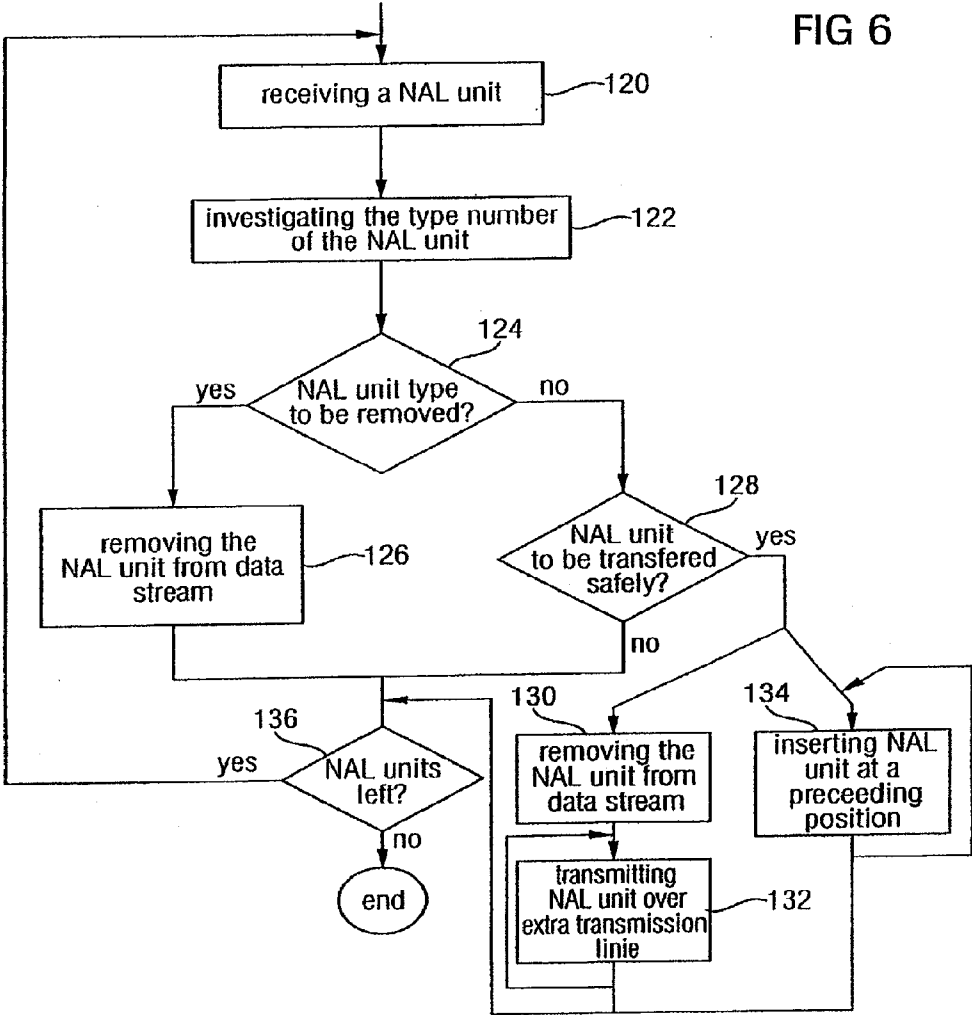 FIG 6
receiving a NAL unit
120
investigating the type number
of the NAL unit
122
124
NAL unit type
to be removed?
yes
no
removing the
NAL unit from data
stream
126
128
NAL unit
to be transfered
safely?
yes
no
136
NAL units
left?
yes
no
end
130
removing the
NAL unit from
data stream
134
inserting NAL
unit at a
preceeding
position
transmitting
NAL unit over
extra transmission
linie
132